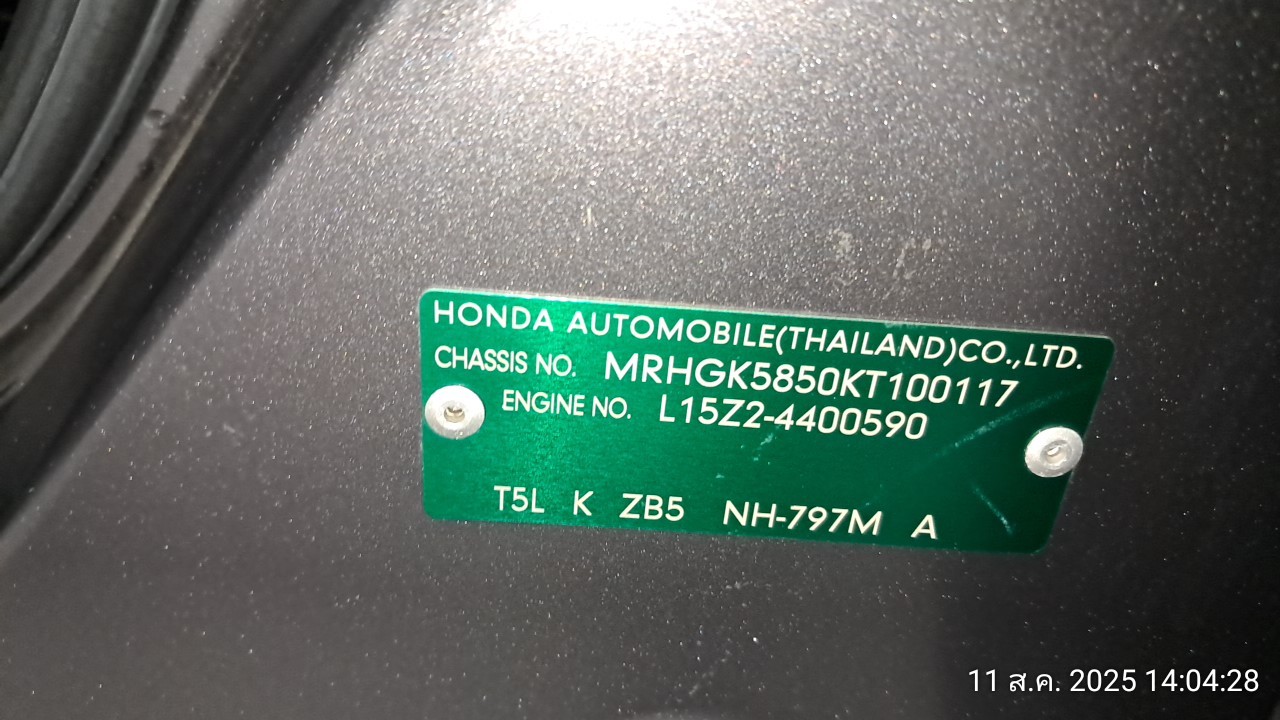 HONDA AUTOMOBILE(THAILAND)CO.,LTD.
CHASSIS NO. MRHGK5850KT100117
ENGINE NO. L15Z2-4400590
T5L K ZB5 NH-797M A
11 ส.ค. 2025 14:04:28